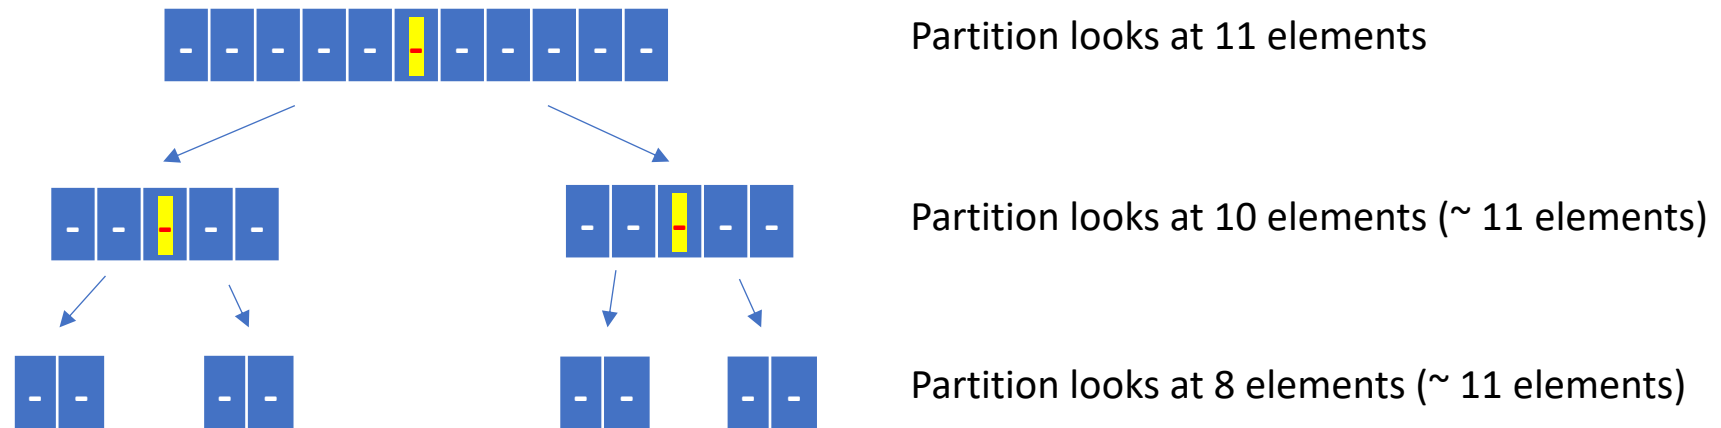 - - - - - - - - - - -
Partition looks at 11 elements
- - - - - - - - - -
Partition looks at 10 elements (~ 11 elements)
- - - - - - - -
Partition looks at 8 elements (~ 11 elements)